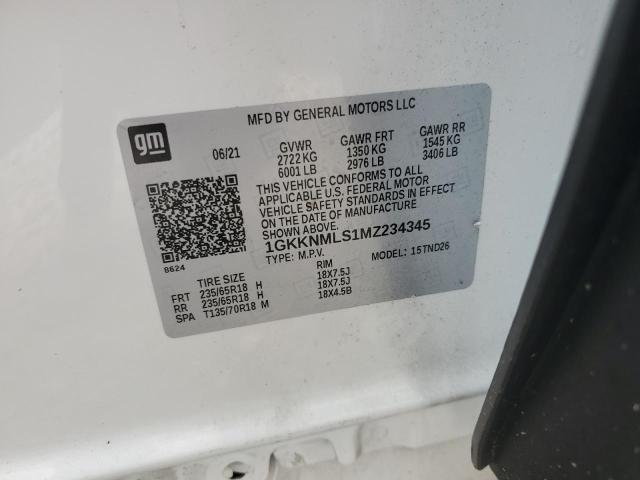 MFD BY GENERAL MOTORS LLC
gm
06/21 GVWR GAWR FRT GAWR RR
2722 KG 1350 KG 1545 KG
6001 LB 2976 LB 3406 LB
THIS VEHICLE CONFORMS TO ALL
APPLICABLE U.S. FEDERAL MOTOR
VEHICLE SAFETY STANDARDS IN EFFECT
ON THE DATE OF MANUFACTURE
SHOWN ABOVE.
1GKKNMLS1MZ234345
8624
TYPE: M.P.V. MODEL: 15TND26
TIRE SIZE RIM
FRT 235/65R18 H 18X7.5J
RR 235/65R18 H 18X7.5J
SPA T135/70R18 M 18X4.5B